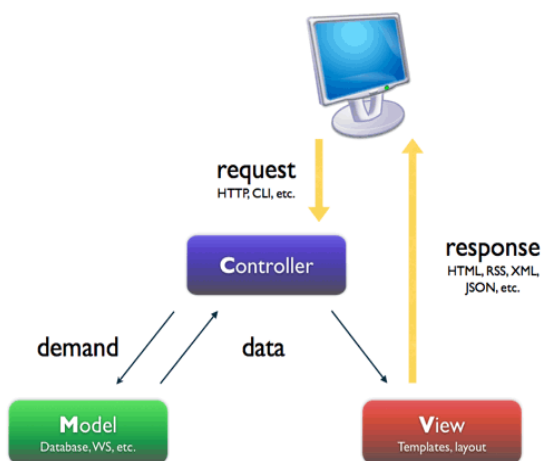 request
HTTP, CLI, etc.
Controller
response
HTML, RSS, XML,
JSON, etc.
demand
data
Model
Database, WS, etc.
View
Templates, layout